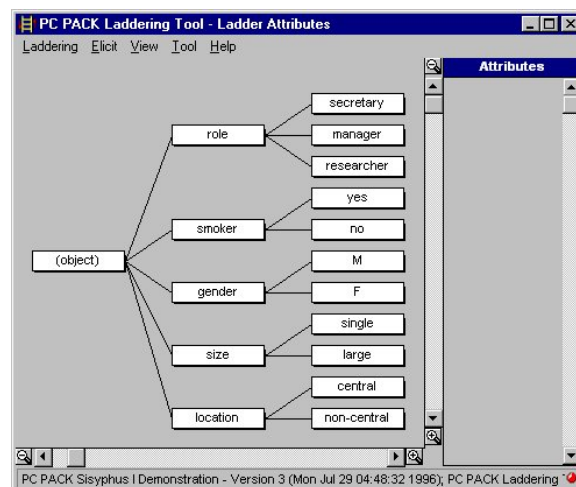 PC PACK Laddering Tool - Ladder Attributes
Laddering Elicit View Tool Help
Attributes
secretary
role manager
researcher
yes
smoker
no
(object)
M
gender
F
single
size
large
central
location non-central
PC PACK Sisyphus I Demonstration - Version 3 (Mon Jul 29 04:48:32 1996); PC PACK Laddering